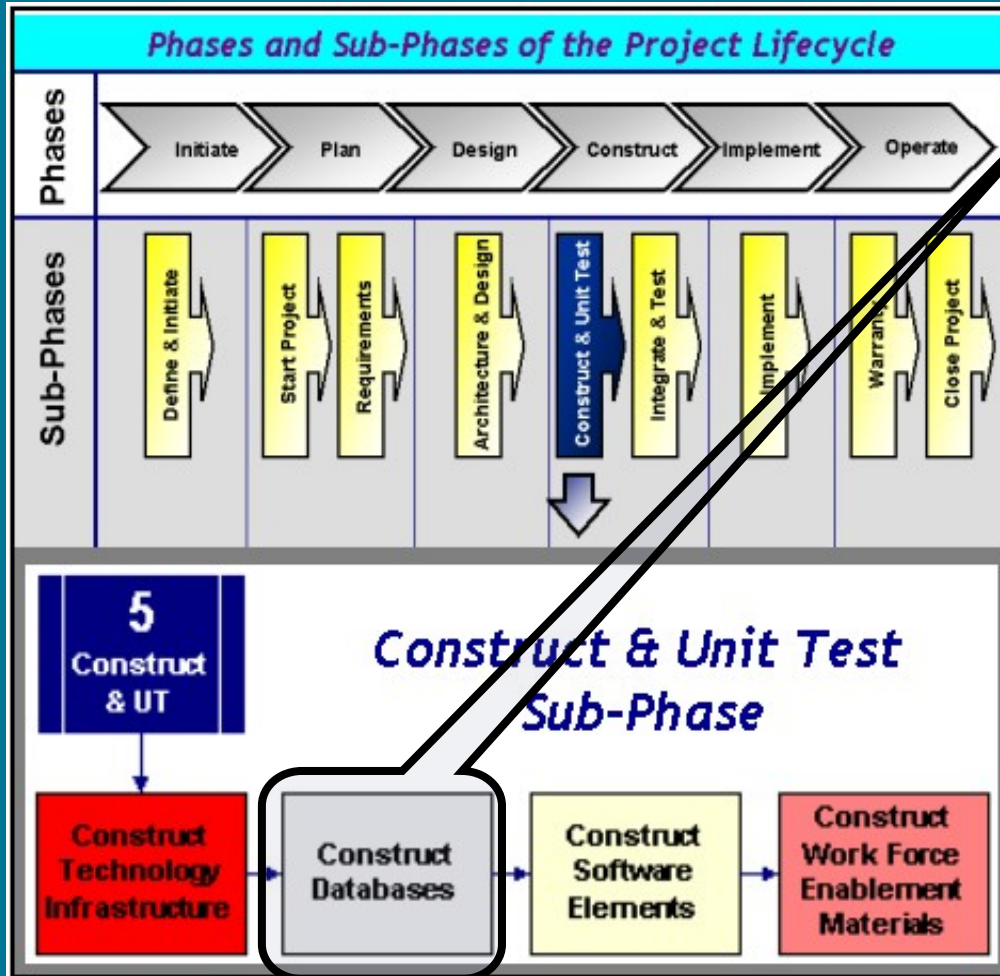 Phases and Sub-Phases of the Project Lifecycle
Phases
Initiate
Plan
Design
Construct
Implement
Operate
Sub-Phases
Define & Initiate
Start Project
Requirements
Architecture & Design
Construct & Unit Test
Integrate & Test
Implement
Warranty
Close Project
5
Construct
& UT
Construct & Unit Test
Sub-Phase
Construct
Technology
Infrastructure
Construct
Databases
Construct
Software
Elements
Construct
Work Force
Enablement
Materials